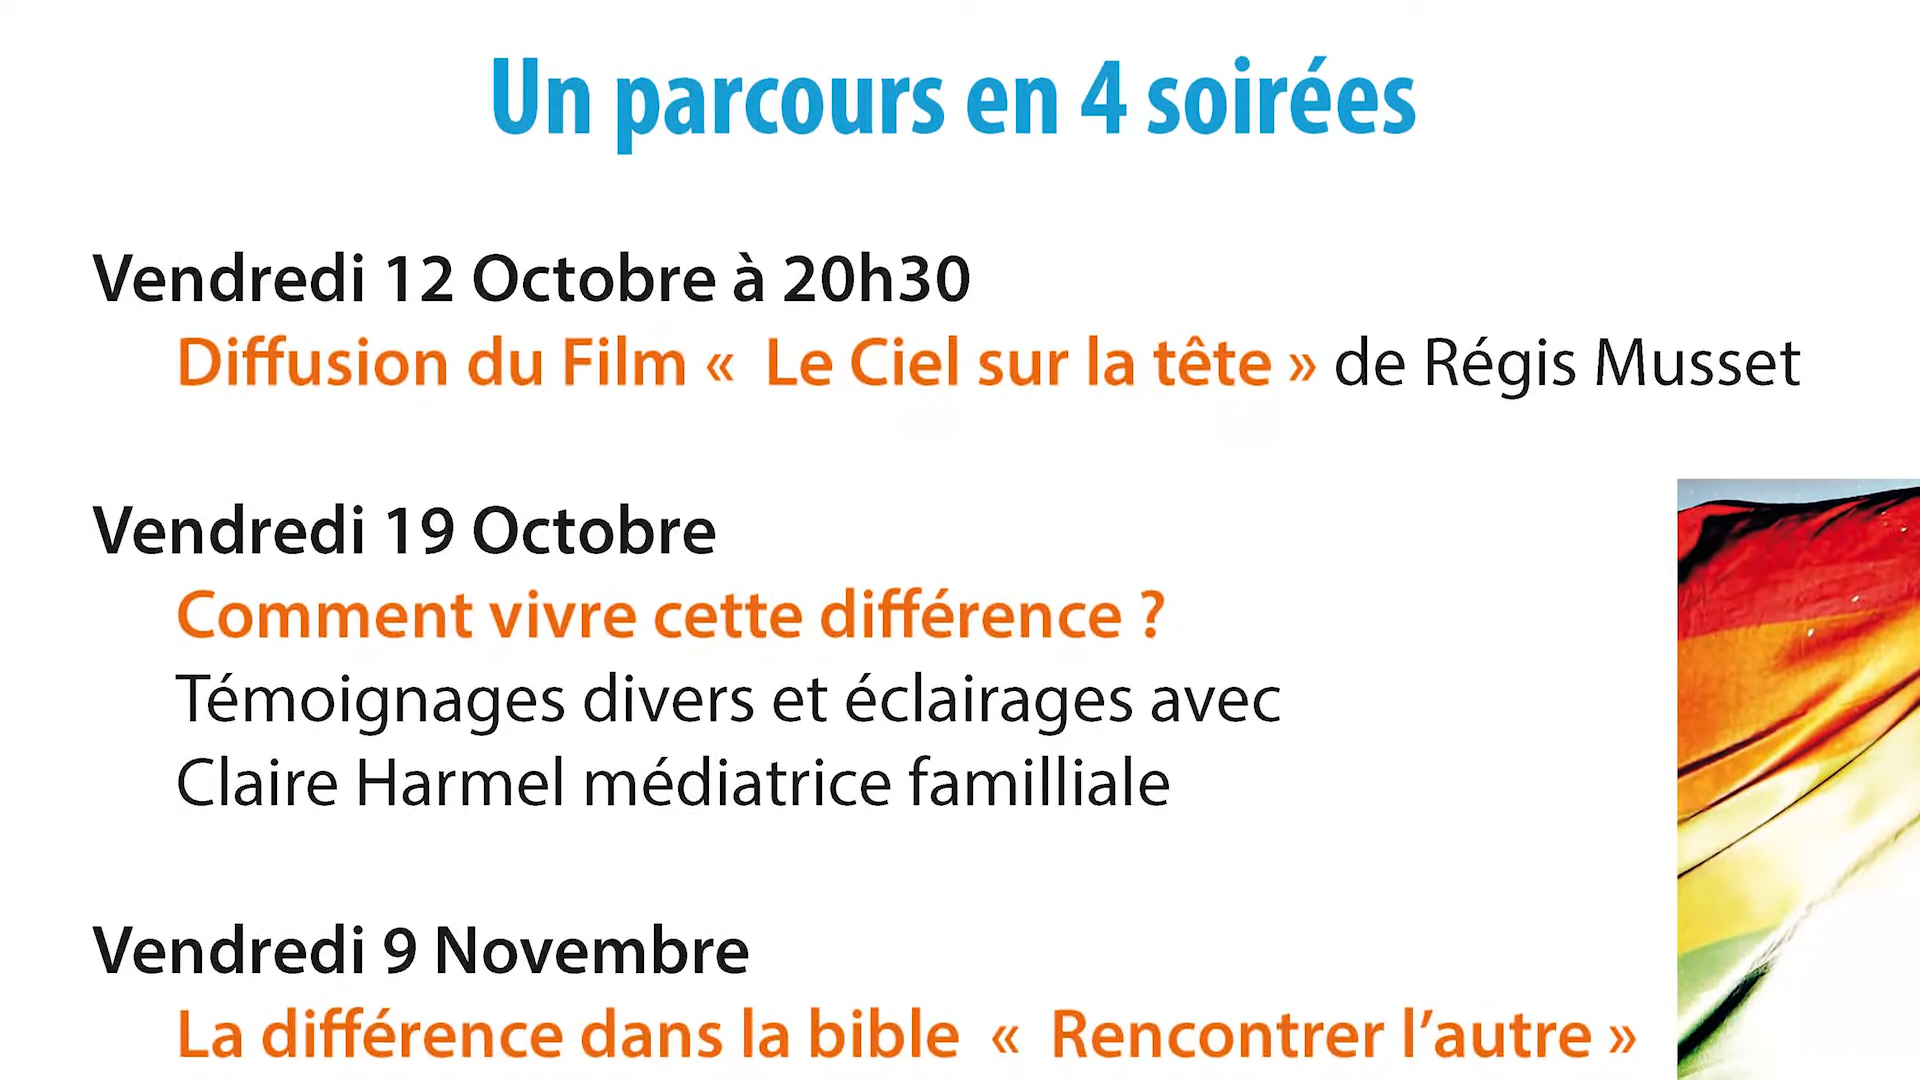 Un parcours en 4 soirées
Vendredi 12 Octobre à 20h30
Diffusion du Film «  Le Ciel sur la tête » de Régis Musset
Vendredi 19 Octobre
Comment vivre cette différence ?
Témoignages divers et éclairages avec
Claire Harmel médiatrice familliale
Vendredi 9 Novembre
La différence dans la bible  «  Rencontrer l’autre »